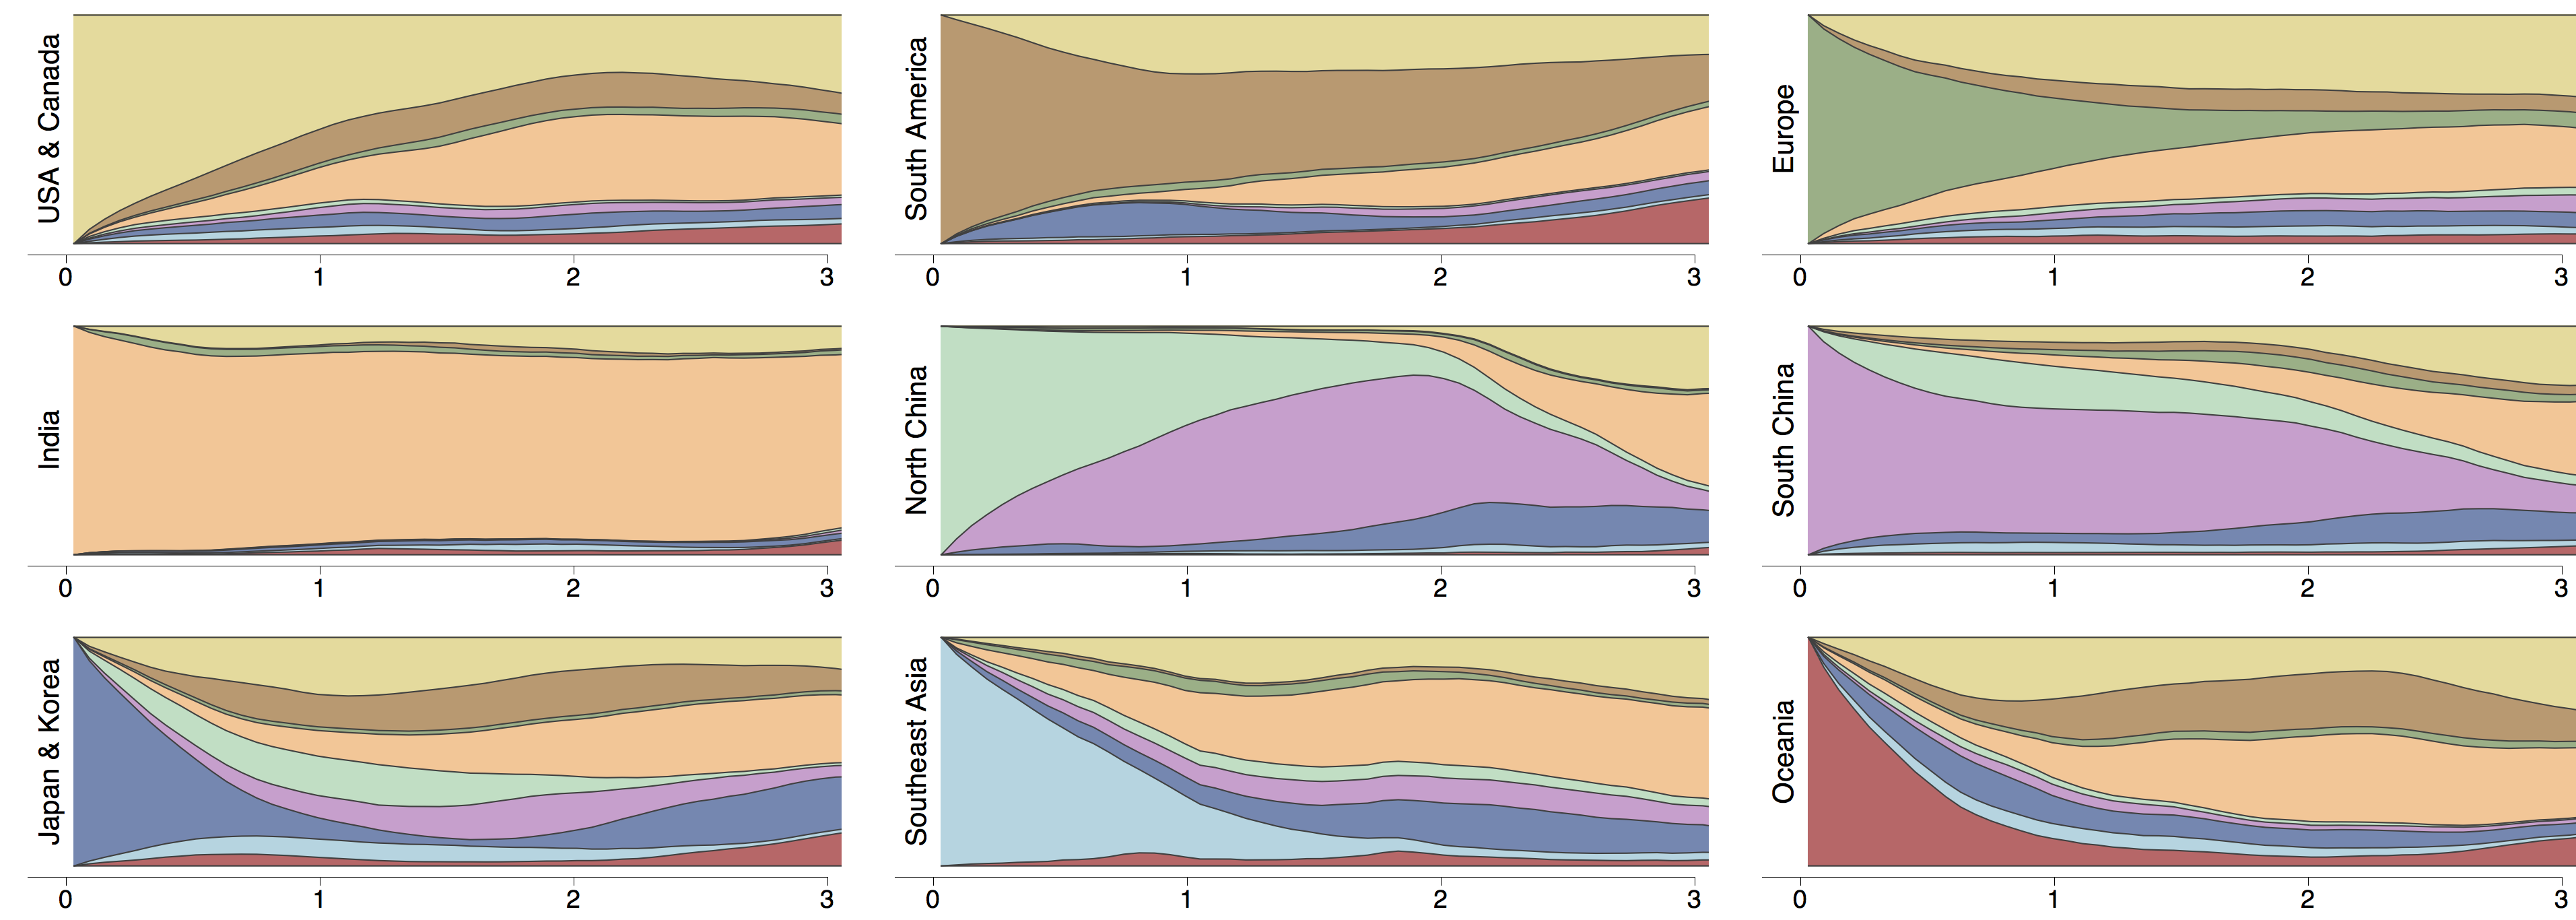 USA & Canada
0 1 2 3
South America
0 1 2 3
Europe
0 1 2 3
India
0 1 2 3
North China
0 1 2 3
South China
0 1 2 3
Japan & Korea
0 1 2 3
Southeast Asia
0 1 2 3
Oceania
0 1 2 3